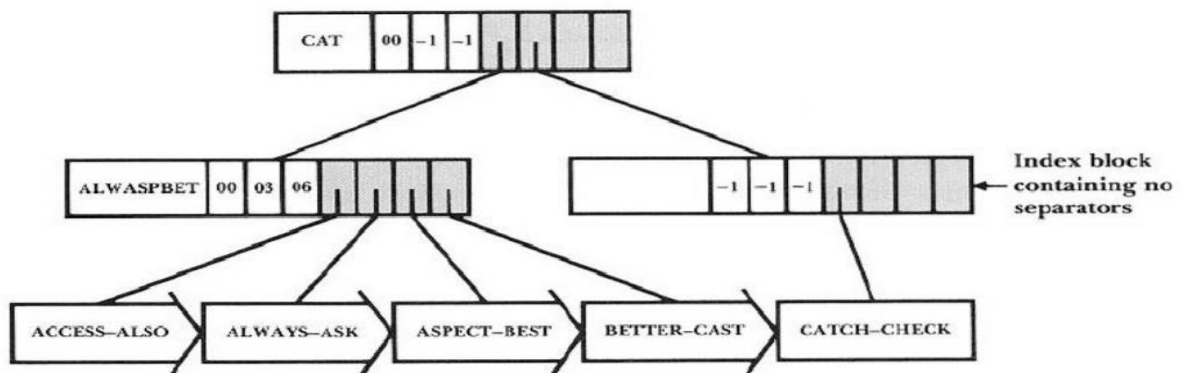 CAT 00 -1 -1
ALWASPBET 00 03 06
-1 -1 -1
Index block
containing no
separators
ACCESS–ALSO ALWAYS–ASK ASPECT–BEST BETTER–CAST CATCH–CHECK